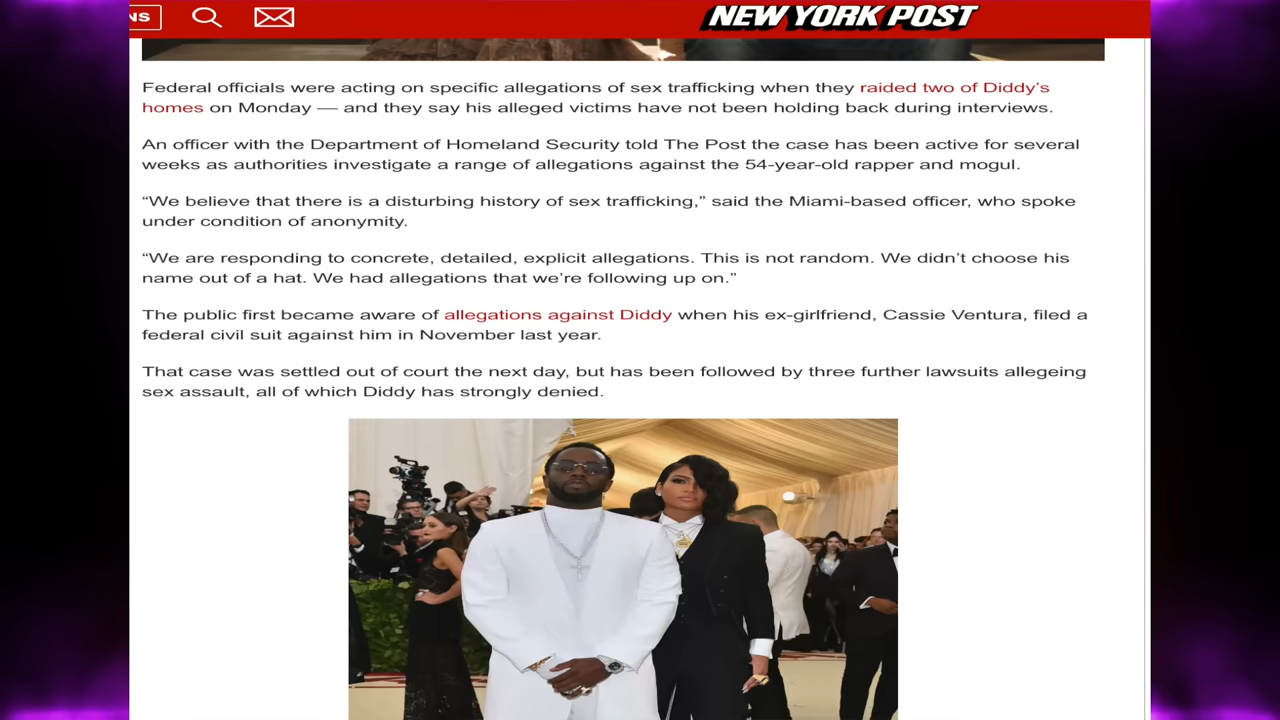 NS
NEW YORK POST
Federal officials were acting on specific allegations of sex trafficking when they raided two of Diddy’s
homes on Monday — and they say his alleged victims have not been holding back during interviews.
An officer with the Department of Homeland Security told The Post the case has been active for several
weeks as authorities investigate a range of allegations against the 54-year-old rapper and mogul.
“We believe that there is a disturbing history of sex trafficking,” said the Miami-based officer, who spoke
under condition of anonymity.
“We are responding to concrete, detailed, explicit allegations. This is not random. We didn’t choose his
name out of a hat. We had allegations that we’re following up on.”
The public first became aware of allegations against Diddy when his ex-girlfriend, Cassie Ventura, filed a
federal civil suit against him in November last year.
That case was settled out of court the next day, but has been followed by three further lawsuits allegeing
sex assault, all of which Diddy has strongly denied.